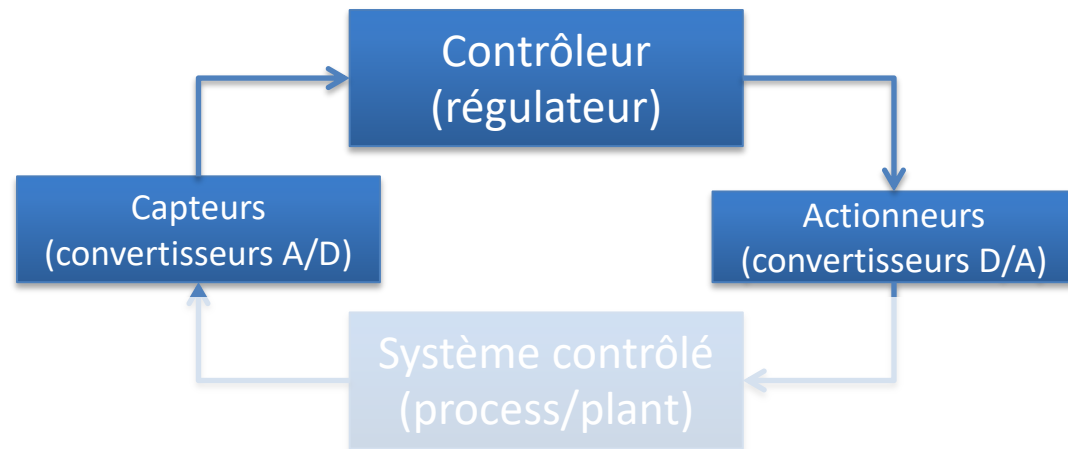 Contrôleur
(régulateur)
Capteurs
(convertisseurs A/D)
Actionneurs
(convertisseurs D/A)
Système contrôlé
(process/plant)